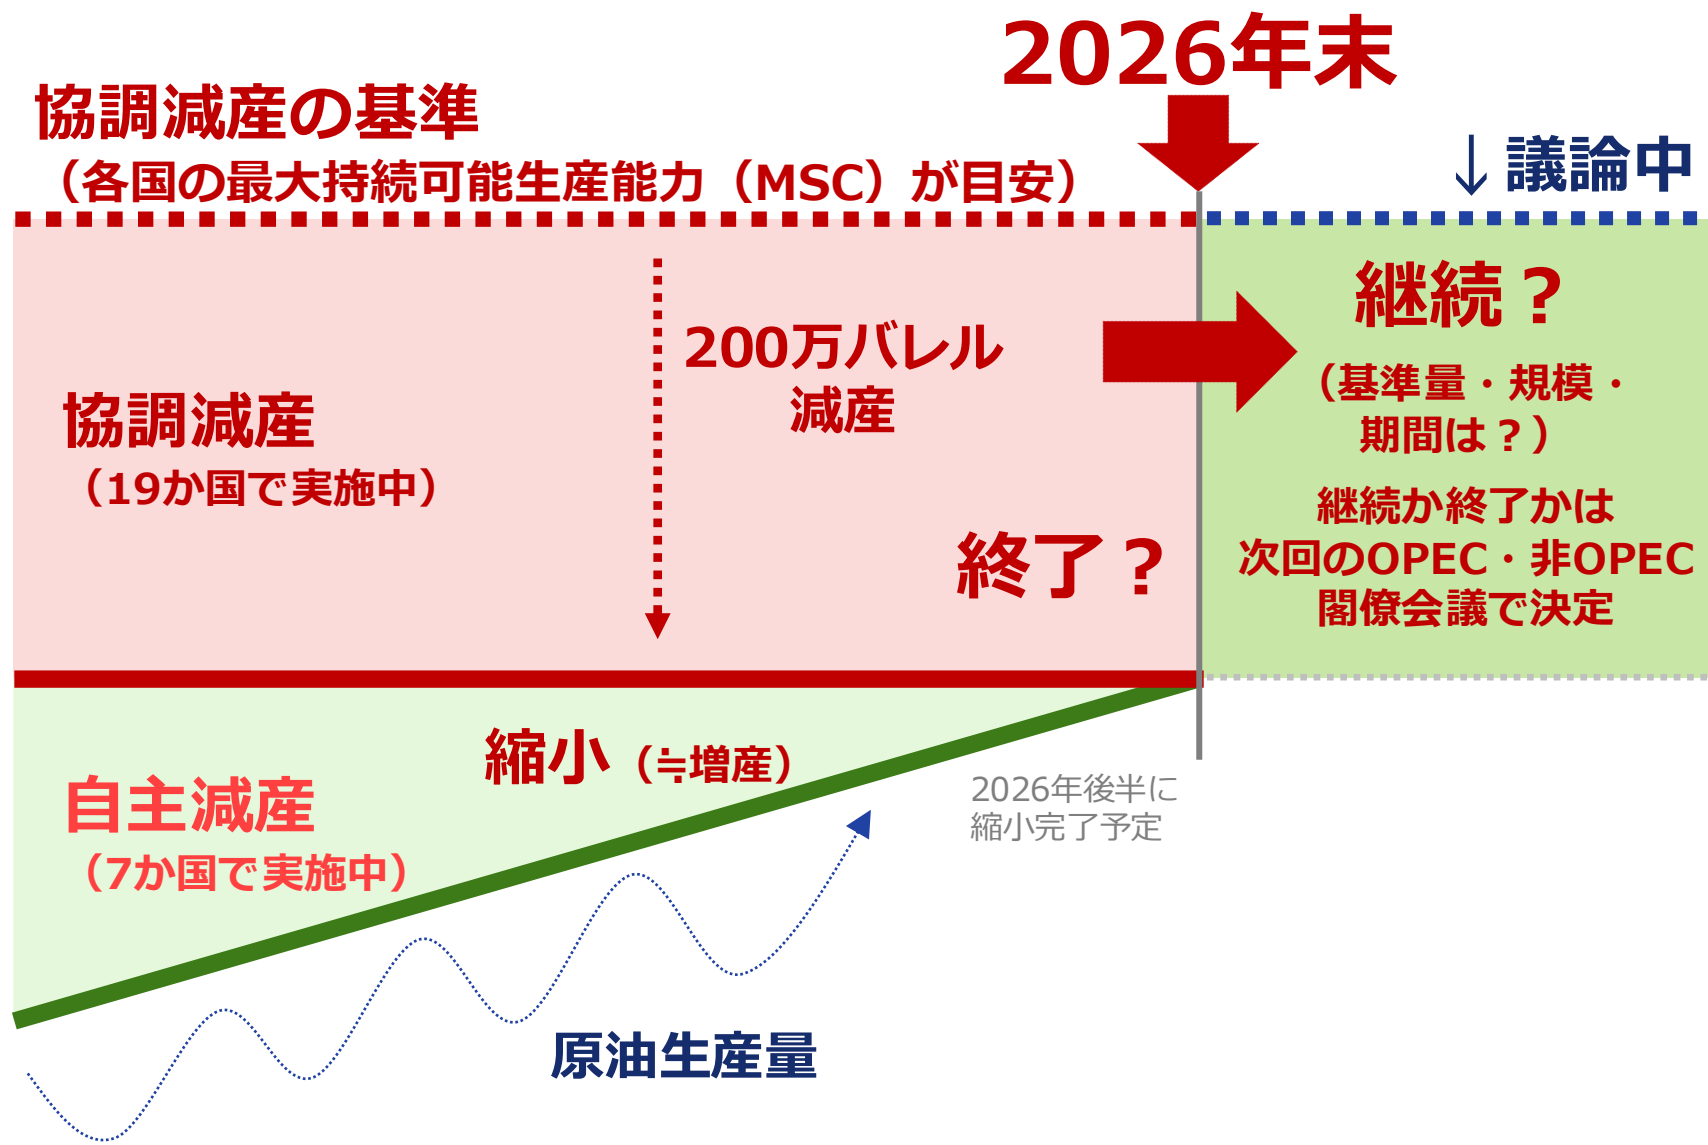 2026年末
協調減産の基準
（各国の最大持続可能生産能力（MSC）が目安）
↓議論中
継続？
（基準量・規模・
期間は？）
継続か終了かは
次回のOPEC・非OPEC
閣僚会議で決定
200万バレル
減産
協調減産
（19か国で実施中）
終了？
縮小（≒増産）
自主減産
（7か国で実施中）
2026年後半に
縮小完了予定
原油生産量